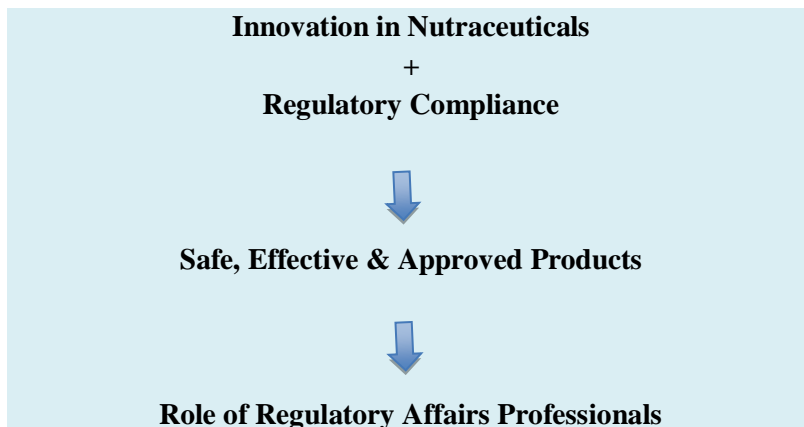 Innovation in Nutraceuticals
+
Regulatory Compliance
Safe, Effective & Approved Products
Role of Regulatory Affairs Professionals